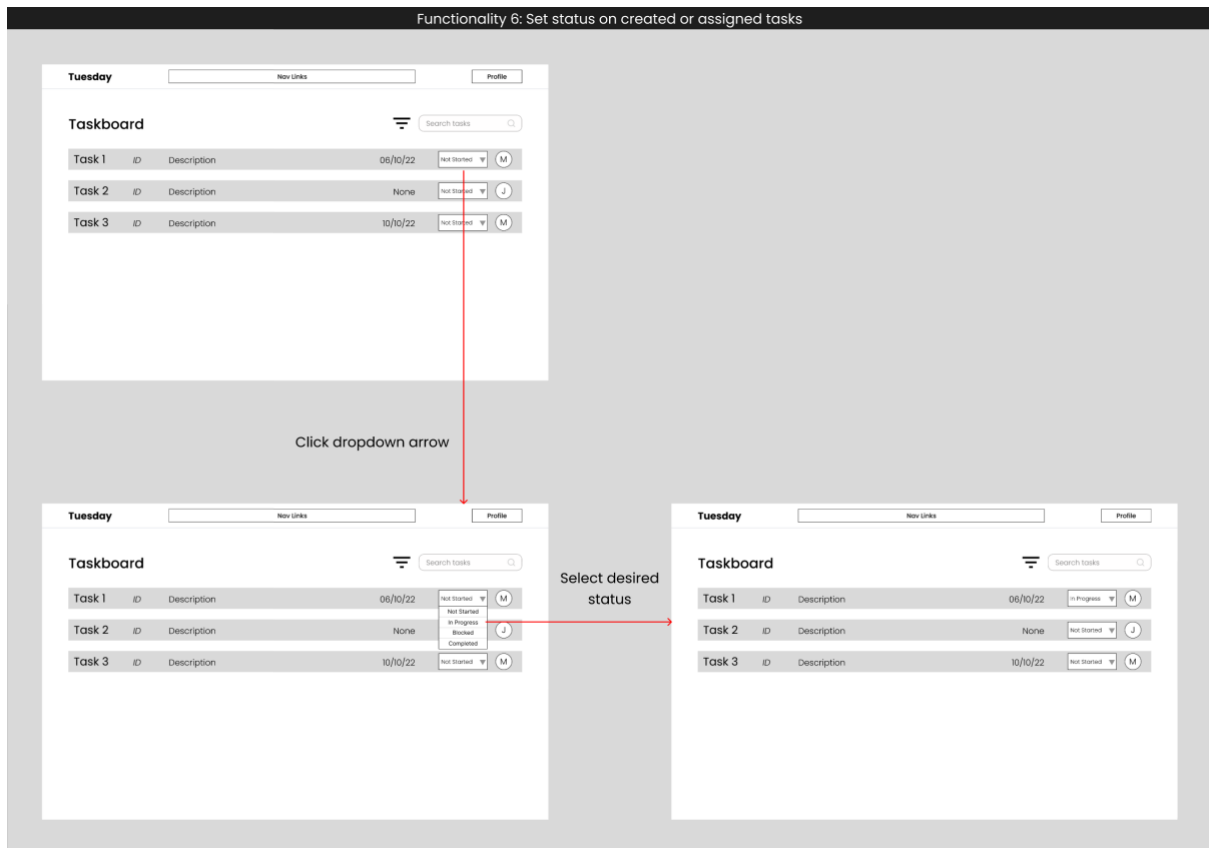 Functionality 6: Set status on created or assigned tasks
Tuesday Nav Links Profile
Taskboard Search tasks
Task 1 ID Description 06/10/22 Not Started M
Task 2 ID Description None Not Started J
Task 3 ID Description 10/10/22 Not Started M
Click dropdown arrow
Tuesday Nav Links Profile
Taskboard Search tasks
Task 1 ID Description 06/10/22 Not Started M
Not Started
In Progress
Task 2 ID Description None Blocked J
Completed
Task 3 ID Description 10/10/22 Not Started M
Select desired
status
Tuesday Nav Links Profile
Taskboard Search tasks
Task 1 ID Description 06/10/22 In Progress M
Task 2 ID Description None Not Started J
Task 3 ID Description 10/10/22 Not Started M